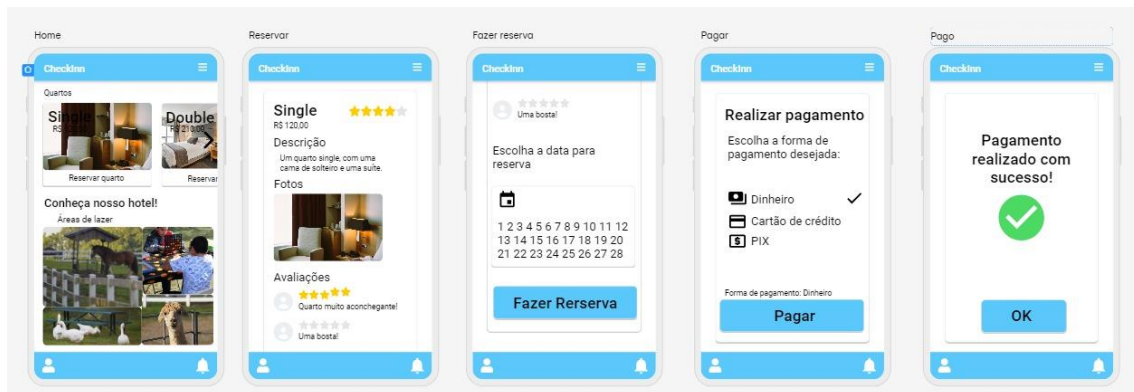 Home
CheckInn
Quartos
Single
R$ 120,00
Reservar quarto
Double
R$ 210,00
Reservar
Conheça nosso hotel!
Áreas de lazer
Reservar
CheckInn
Single
R$ 120,00
Descrição
Um quarto single, com uma
cama de solteiro e uma suíte.
Fotos
Avaliações
Quarto muito aconchegante!
Uma bosta!
Fazer reserva
CheckInn
Uma bosta!
Escolha a data para
reserva
1 2 3 4 5 6 7 8 9 10 11 12
13 14 15 16 17 18 19 20
21 22 23 24 25 26 27 28
Fazer Rerserva
Pagar
CheckInn
Realizar pagamento
Escolha a forma de
pagamento desejada:
Dinheiro
Cartão de crédito
PIX
Forma de pagamento: Dinheiro
Pagar
Pago
CheckInn
Pagamento
realizado com
sucesso!
OK